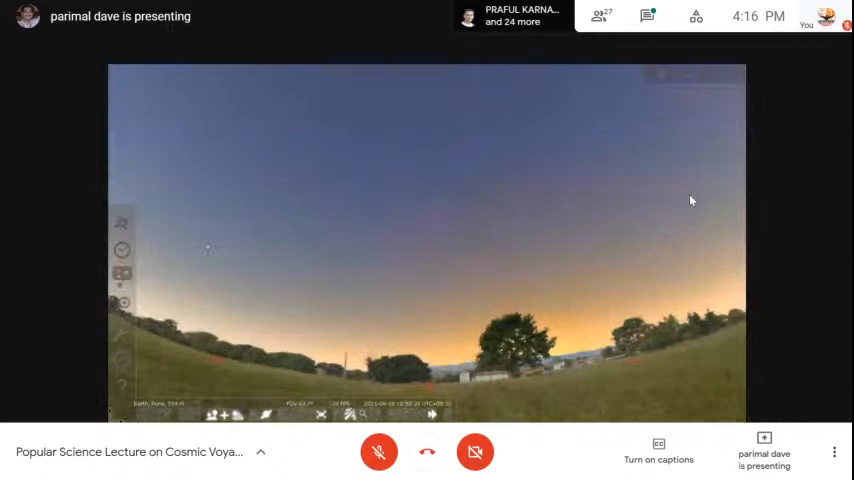 parimal dave is presenting
PRAFUL KARNA...
and 24 more
27
4:16 PM
You
Earth, Pune, 554 m
Popular Science Lecture on Cosmic Voya...
CC
Turn on captions
parimal dave
is presenting